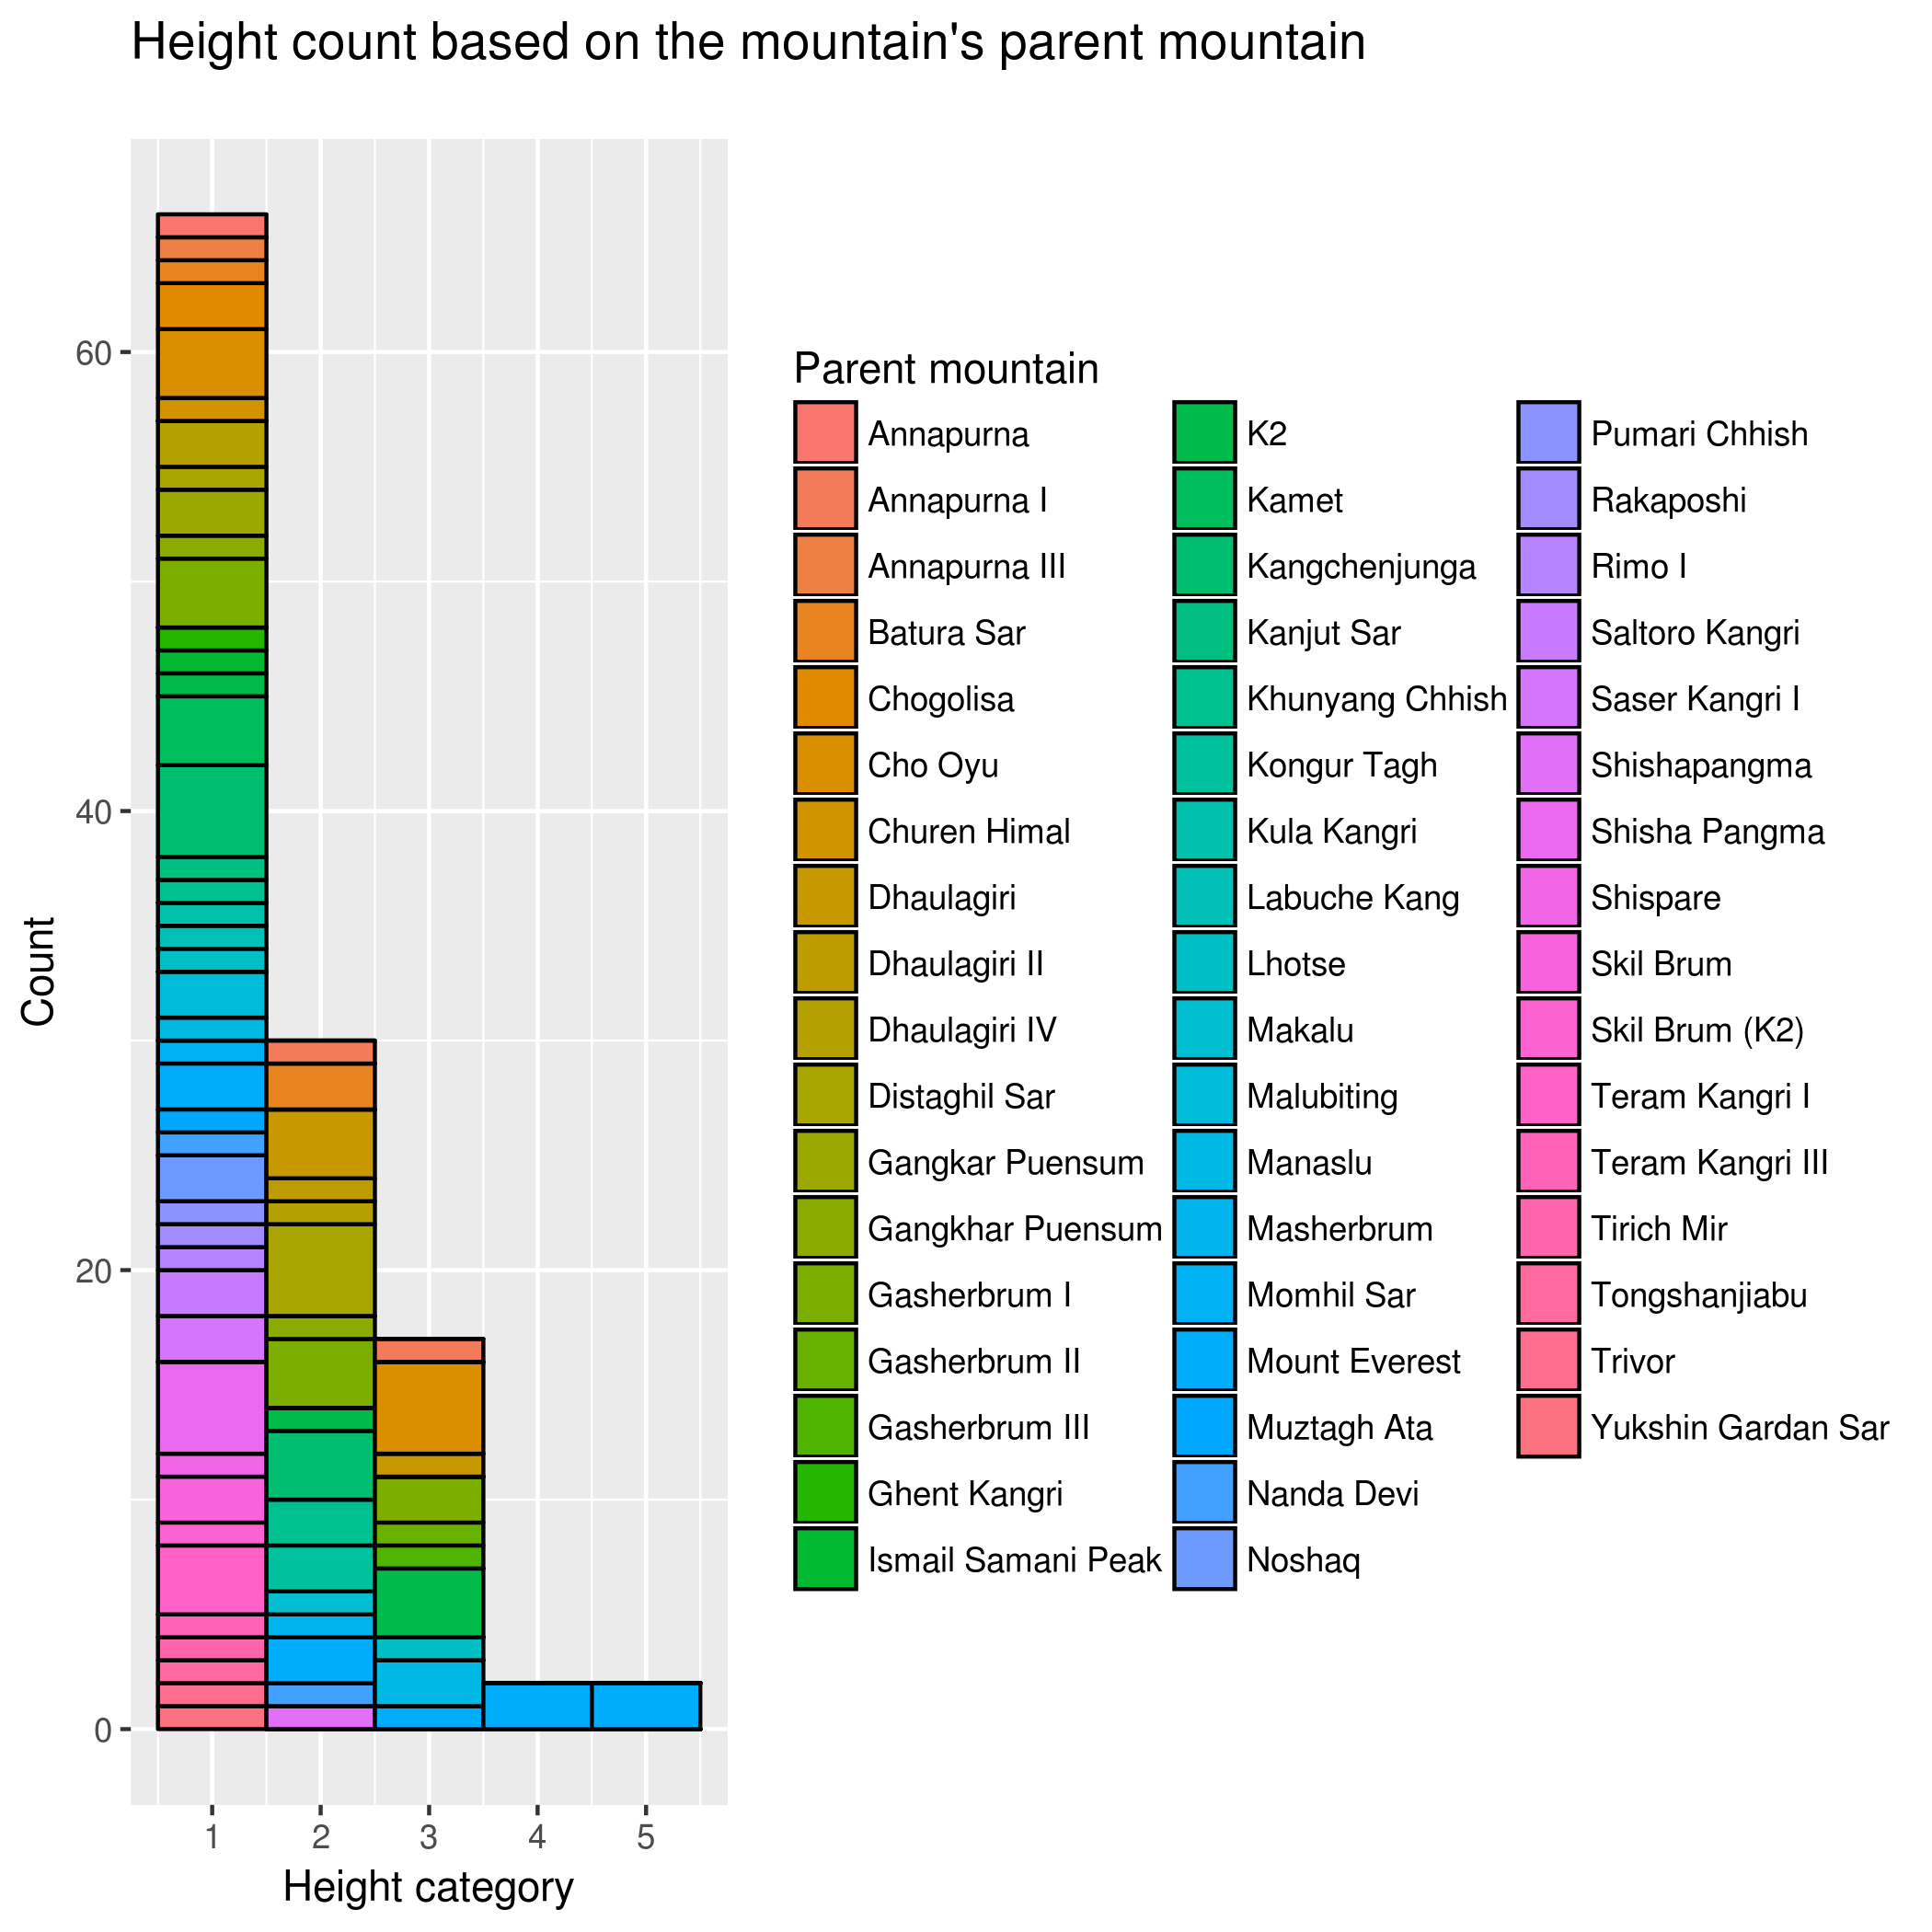 Height count based on the mountain's parent mountain
60
40
20
0
Count
1 2 3 4 5
Height category
Parent mountain
Annapurna
Annapurna I
Annapurna III
Batura Sar
Chogolisa
Cho Oyu
Churen Himal
Dhaulagiri
Dhaulagiri II
Dhaulagiri IV
Distaghil Sar
Gangkar Puensum
Gangkhar Puensum
Gasherbrum I
Gasherbrum II
Gasherbrum III
Ghent Kangri
Ismail Samani Peak
K2
Kamet
Kangchenjunga
Kanjut Sar
Khunyang Chhish
Kongur Tagh
Kula Kangri
Labuche Kang
Lhotse
Makalu
Malubiting
Manaslu
Masherbrum
Momhil Sar
Mount Everest
Muztagh Ata
Nanda Devi
Noshaq
Pumari Chhish
Rakaposhi
Rimo I
Saltoro Kangri
Saser Kangri I
Shishapangma
Shisha Pangma
Shispare
Skil Brum
Skil Brum (K2)
Teram Kangri I
Teram Kangri III
Tirich Mir
Tongshanjiabu
Trivor
Yukshin Gardan Sar